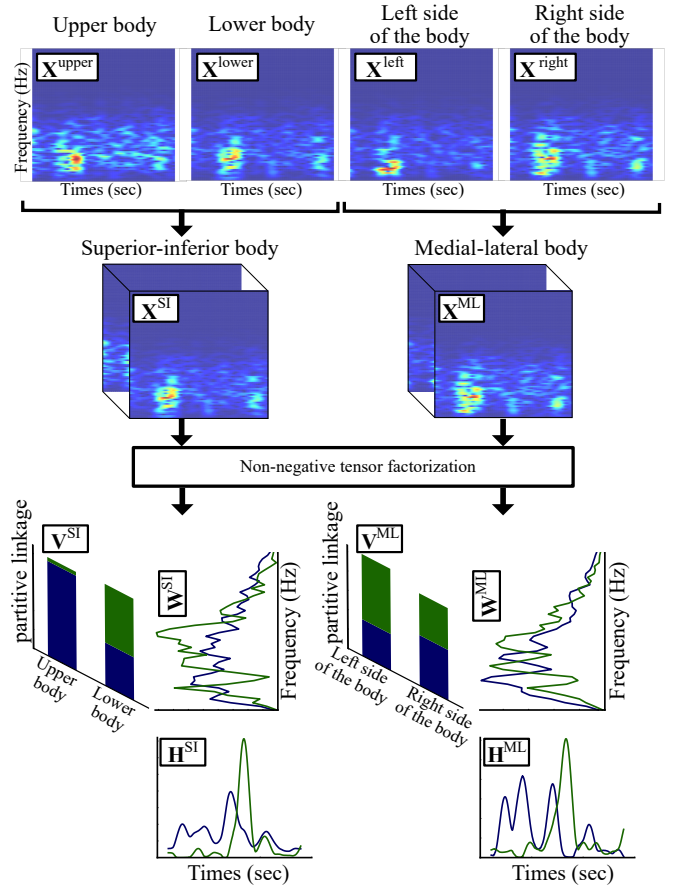 Upper body
Lower body
Left side
of the body
Right side
of the body
Frequency (Hz)
X^upper
X^lower
X^left
X^right
Times (sec)
Times (sec)
Times (sec)
Times (sec)
Superior-inferior body
Medial-lateral body
X^SI
X^ML
Non-negative tensor factorization
partitive linkage
V^SI
Upper
body
Lower
body
W^SI
Frequency (Hz)
partitive linkage
V^ML
Left side
of the body
Right side
of the body
W^ML
Frequency (Hz)
H^SI
Times (sec)
H^ML
Times (sec)